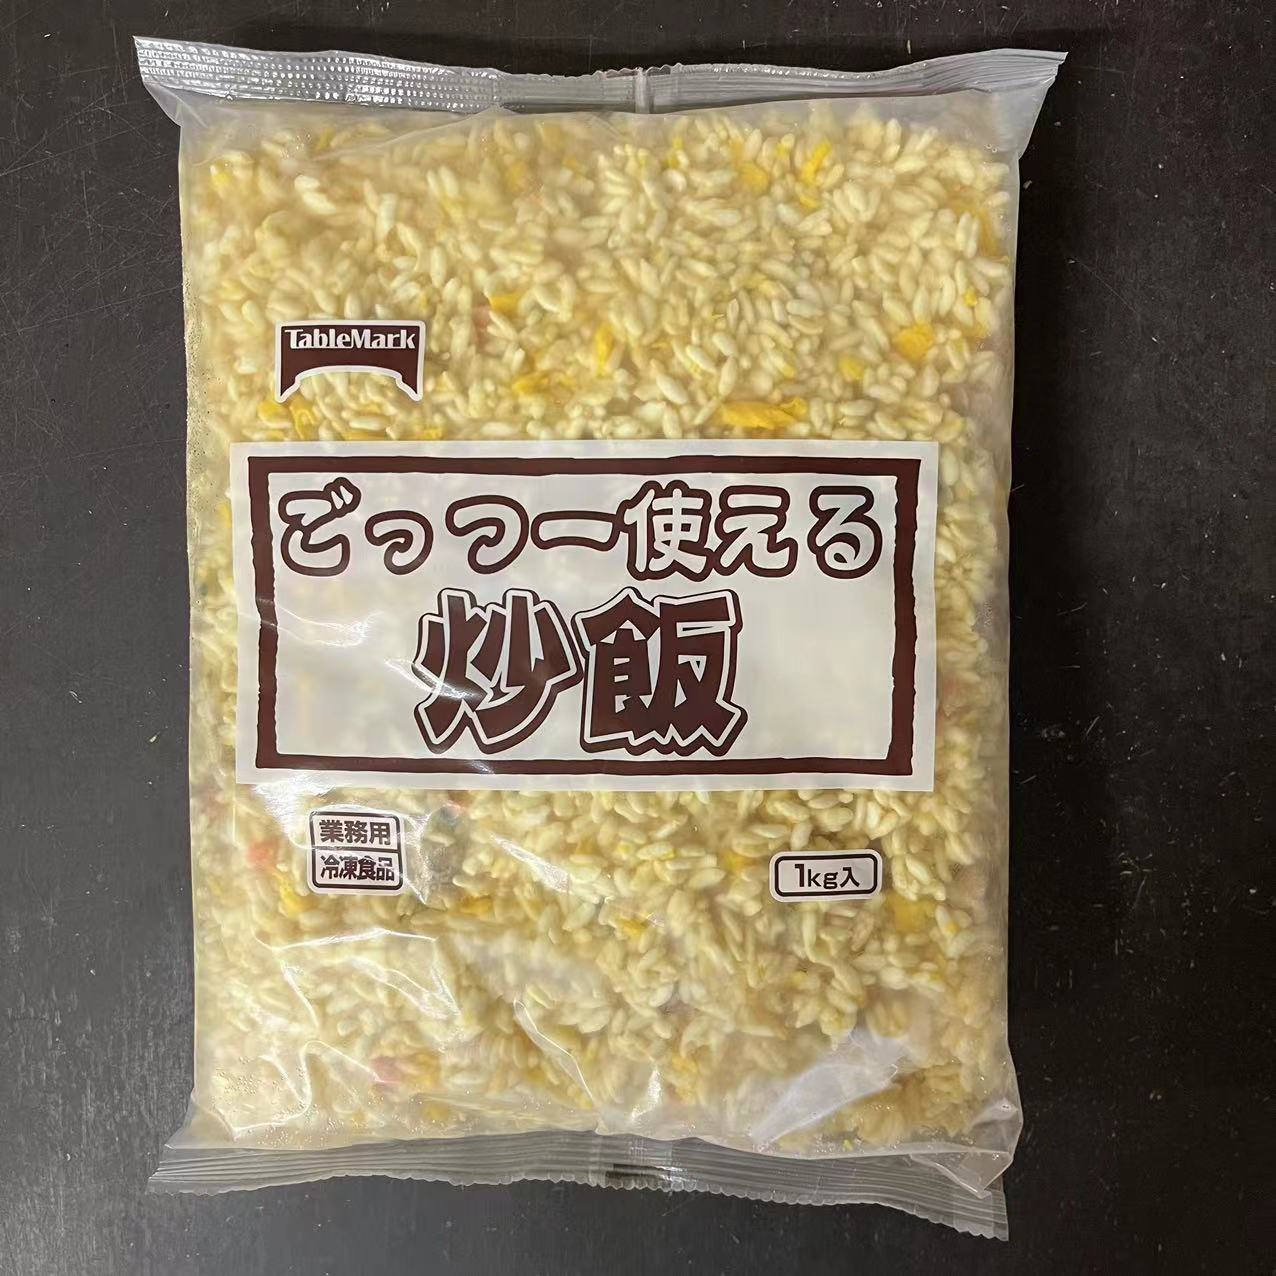 TableMark
ごっつー使える
炒飯
業務用
冷凍食品
1kg入